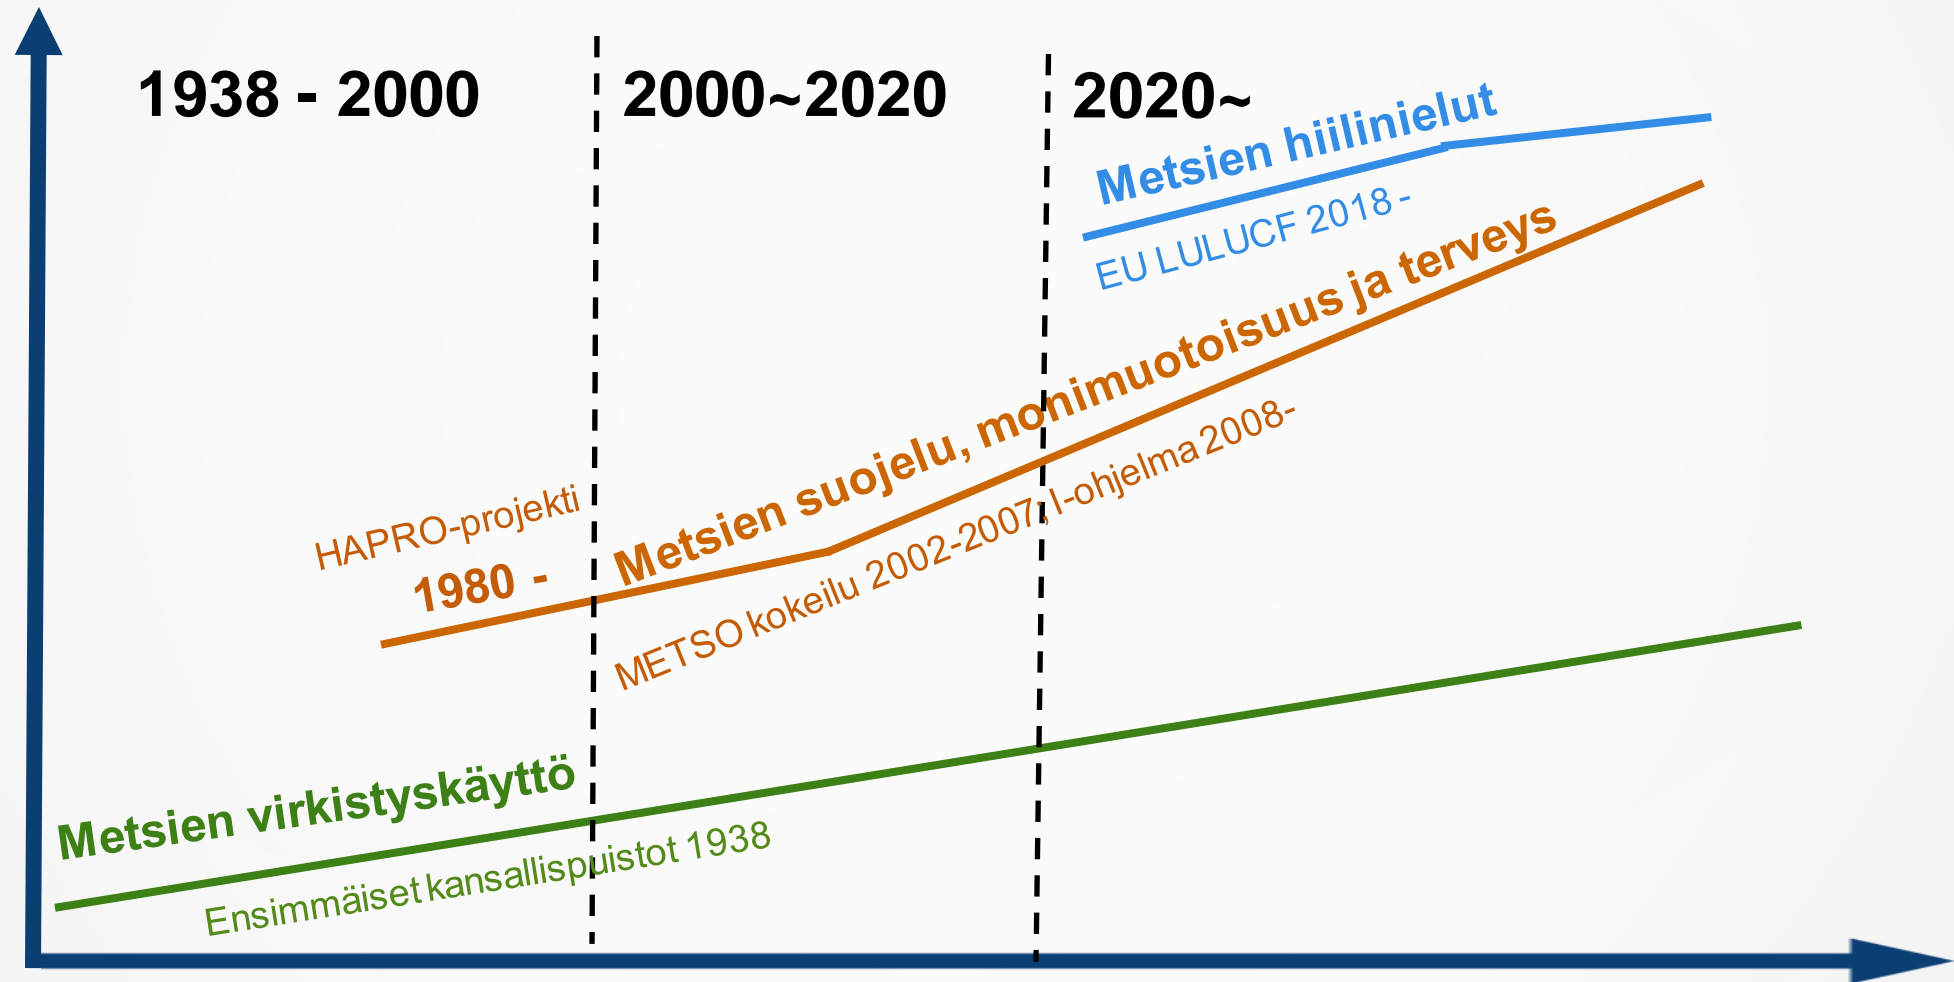 1938 - 2000
2000~2020
2020~
Metsien hiilinielut
EU LULUCF 2018 -
Metsien suojelu, monimuotoisuus ja terveys
HAPRO-projekti
1980 -
METSO kokeilu 2002-2007; I-ohjelma 2008-
Metsien virkistyskäyttö
Ensimmäiset kansallispuistot 1938